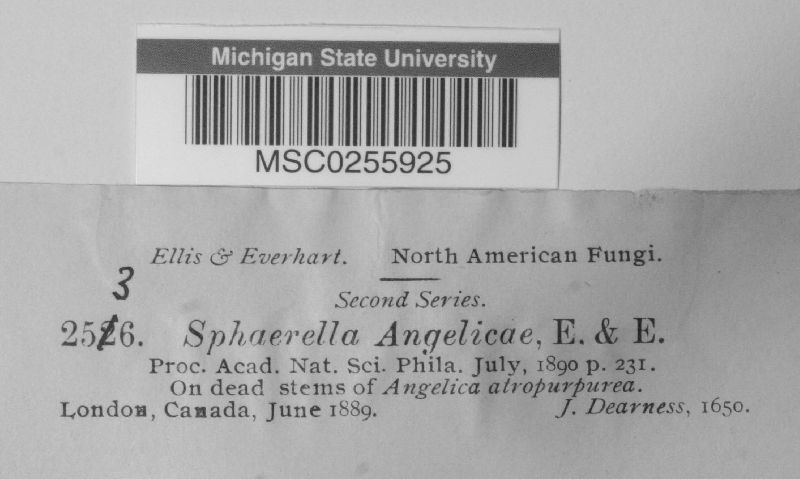 Michigan State University
MSC0255925
Ellis & Everhart. North American Fungi.
3
Second Series.
2526. Sphaerella Angelicae, E. & E.
Proc. Acad. Nat. Sci. Phila. July, 1890 p. 231.
On dead stems of Angelica atropurpurea.
London, Canada, June 1889. J. Dearness, 1650.